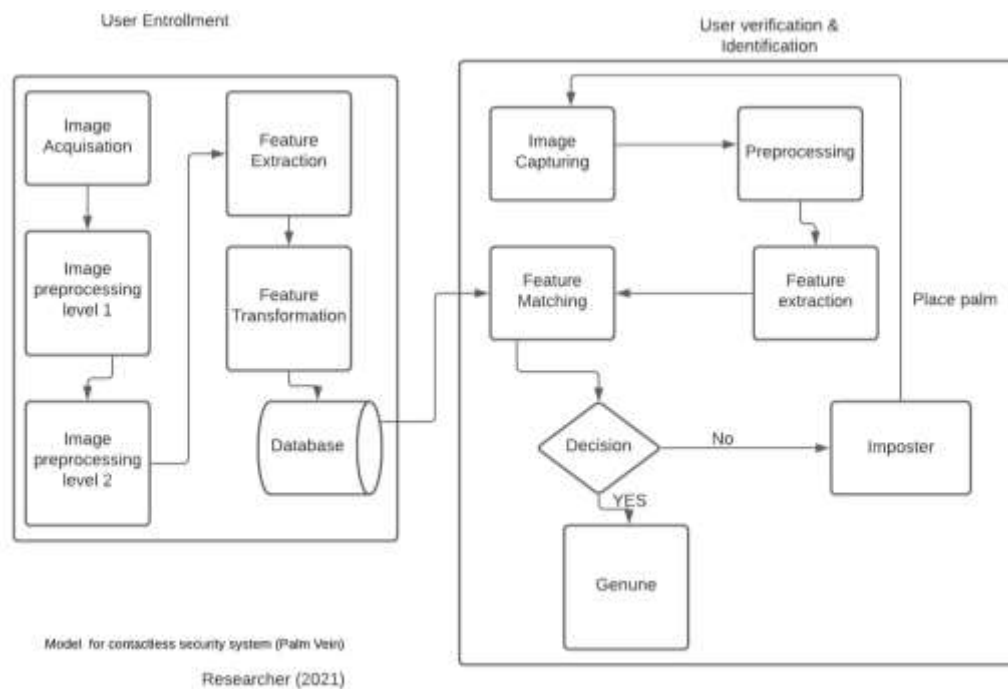 User Entrollment
Image
Acquisation
Image
preprocessing
level 1
Image
preprocessing
level 2
Feature
Extraction
Feature
Transformation
Database
User verification &
Identification
Image
Capturing
Preprocessing
Feature
Matching
Feature
extraction
Place palm
Decision
No
Imposter
YES
Genune
Model for contactless security system (Palm Vein)
Researcher (2021)